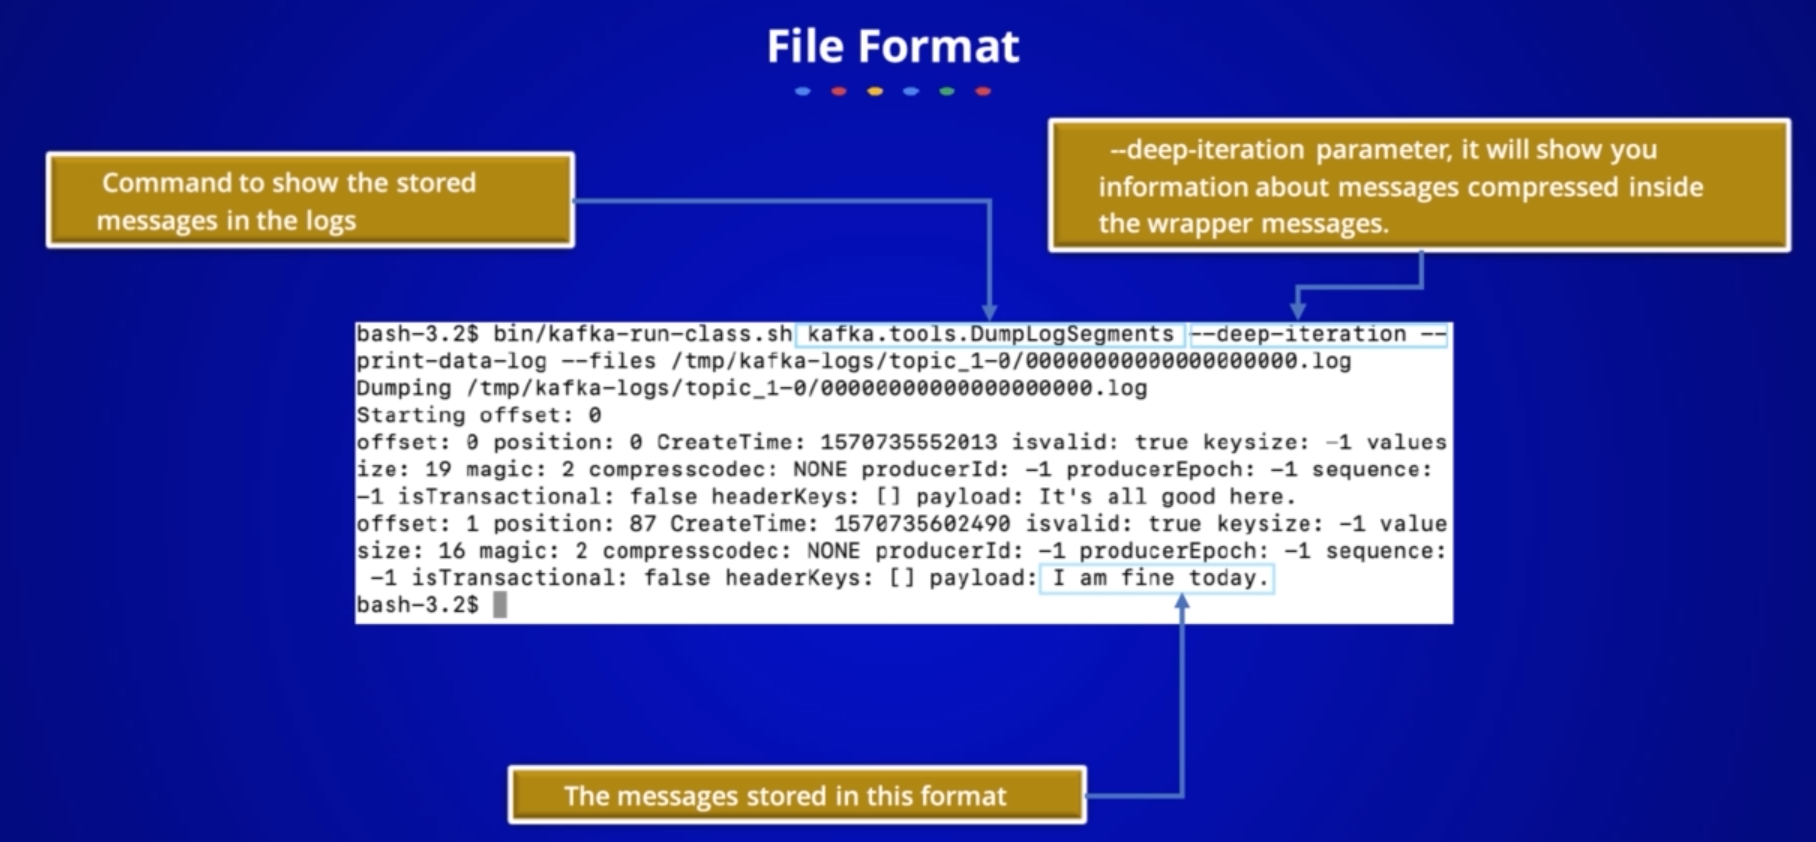 File Format
Command to show the stored
messages in the logs
--deep-iteration parameter, it will show you
information about messages compressed inside
the wrapper messages.
bash-3.2$ bin/kafka-run-class.sh kafka.tools.DumpLogSegments --deep-iteration --
print-data-log --files /tmp/kafka-logs/topic_1-0/00000000000000000000.log
Dumping /tmp/kafka-logs/topic_1-0/00000000000000000000.log
Starting offset: 0
offset: 0 position: 0 CreateTime: 1570735552013 isvalid: true keysize: -1 values
ize: 19 magic: 2 compresscodec: NONE producerId: -1 producerEpoch: -1 sequence:
-1 isTransactional: false headerKeys: [] payload: It's all good here.
offset: 1 position: 87 CreateTime: 1570735602490 isvalid: true keysize: -1 value
size: 16 magic: 2 compresscodec: NONE producerId: -1 producerEpoch: -1 sequence:
-1 isTransactional: false headerKeys: [] payload: I am fine today.
bash-3.2$
The messages stored in this format